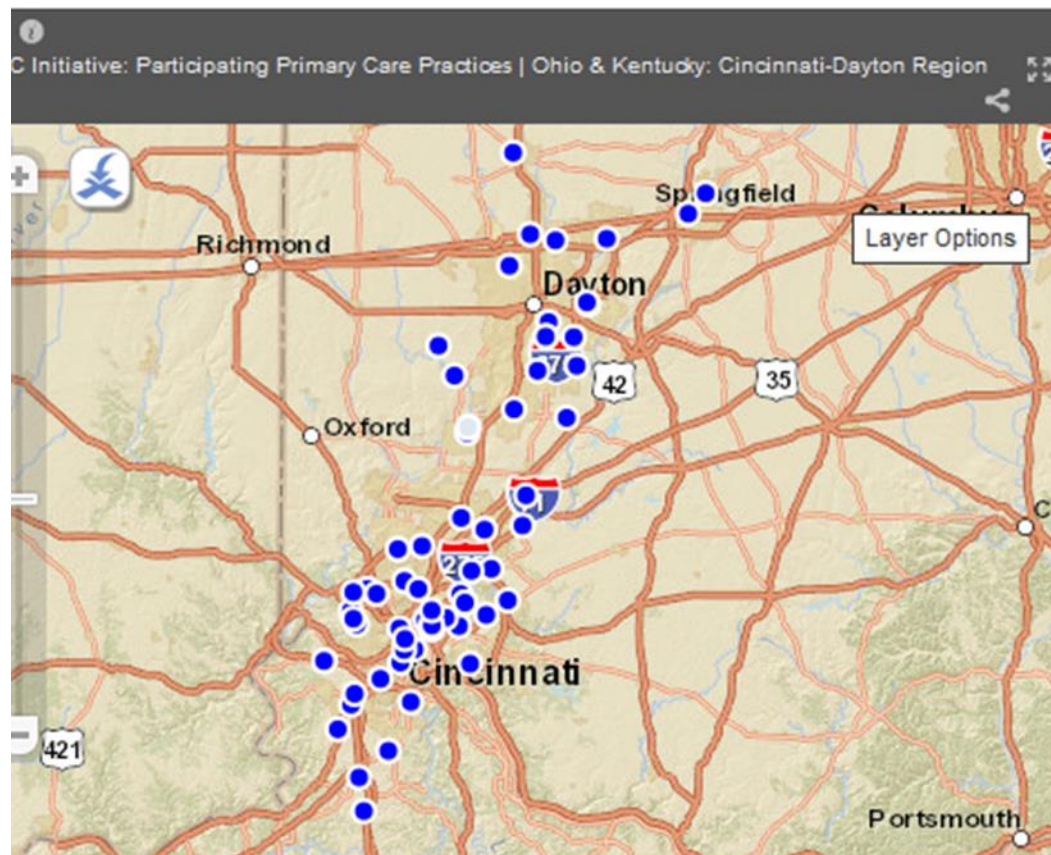 C Initiative: Participating Primary Care Practices | Ohio & Kentucky: Cincinnati-Dayton Region
Springfield
Richmond
Layer Options
Dayton
42
35
Oxford
Cincinnati
421
Portsmouth